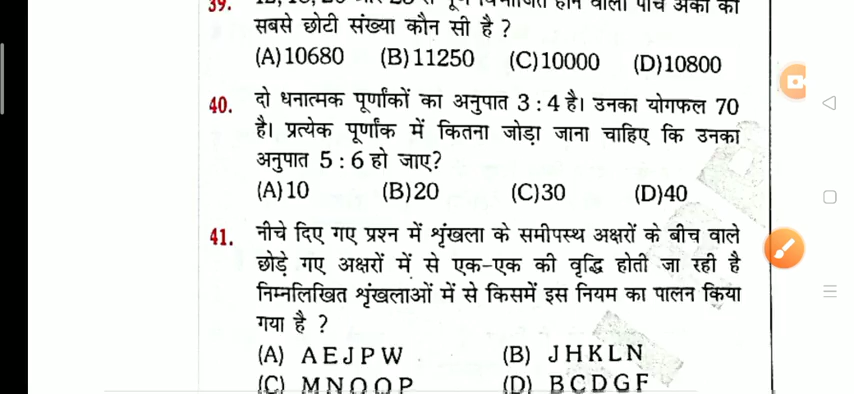 39.
सबसे छोटी संख्या कौन सी है ?
(A) 10680 (B) 11250 (C) 10000 (D) 10800
40. दो धनात्मक पूर्णांकों का अनुपात 3 : 4 है। उनका योगफल 70
है। प्रत्येक पूर्णांक में कितना जोड़ा जाना चाहिए कि उनका
अनुपात 5 : 6 हो जाए?
(A) 10 (B) 20 (C) 30 (D) 40
41. नीचे दिए गए प्रश्न में शृंखला के समीपस्थ अक्षरों के बीच वाले
छोड़े गए अक्षरों में से एक-एक की वृद्धि होती जा रही है
निम्नलिखित शृंखलाओं में से किसमें इस नियम का पालन किया
गया है ?
(A) A E J P W (B) J H K L N
(C) M N O Q P (D) B C D G F